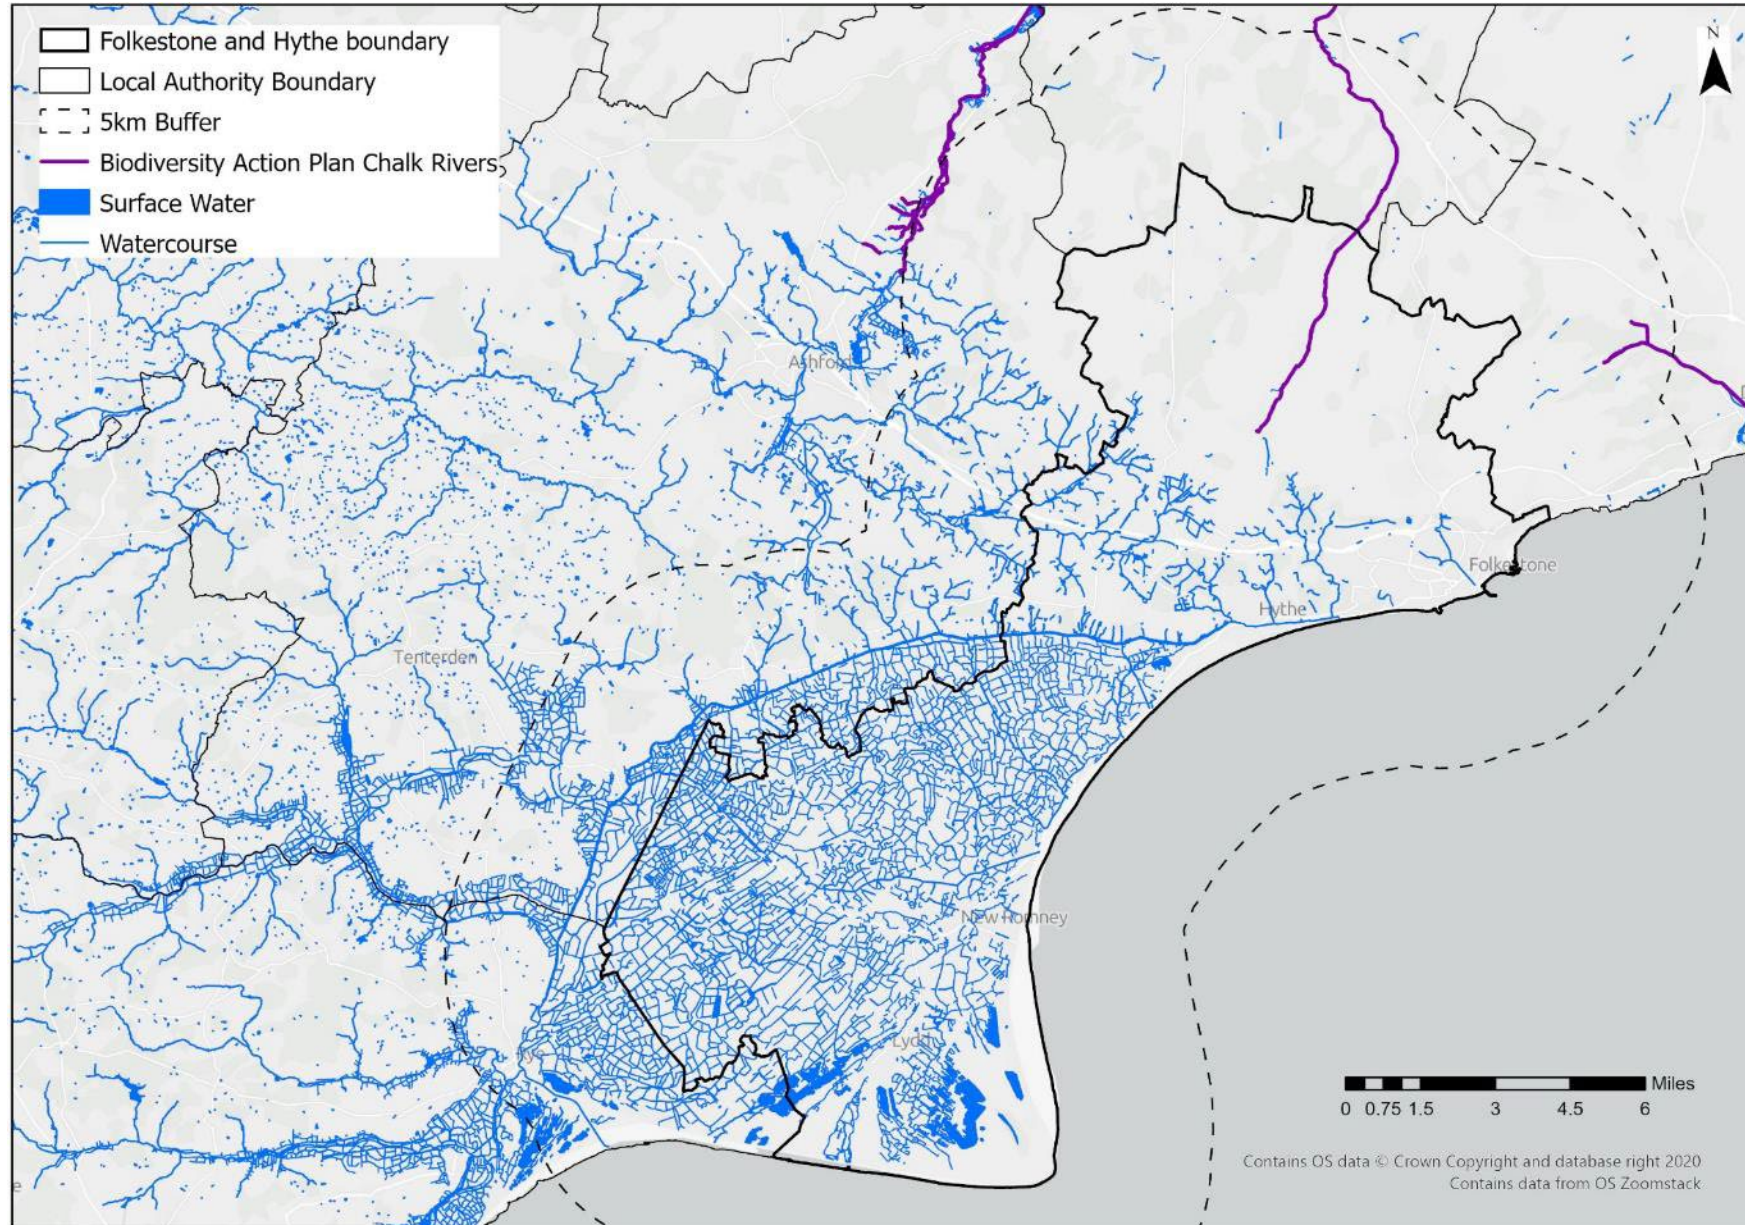 Folkestone and Hythe boundary
Local Authority Boundary
5km Buffer
Biodiversity Action Plan Chalk Rivers
Surface Water
Watercourse
N
Ashford
Folkestone
Hythe
Tenterden
New Romney
Lydd
Rye
Miles
0 0.75 1.5 3 4.5 6
Contains OS data © Crown Copyright and database right 2020
Contains data from OS Zoomstack